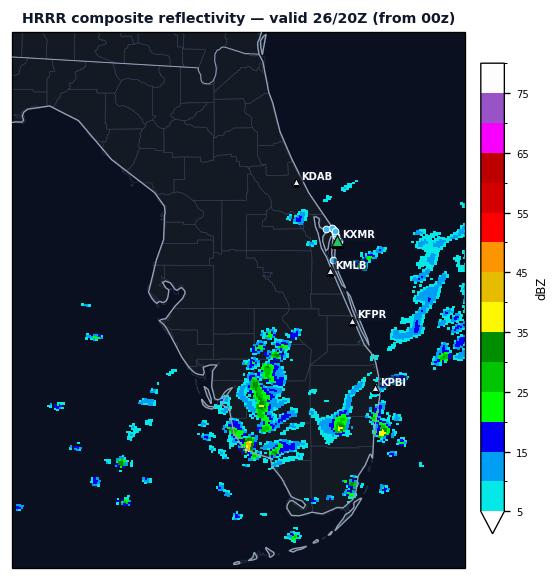 HRRR composite reflectivity — valid 26/20Z (from 00z)
KDAB
KXMR
KMLB
KFPR
KPBI
75
65
55
45
35
25
15
5
dBZ